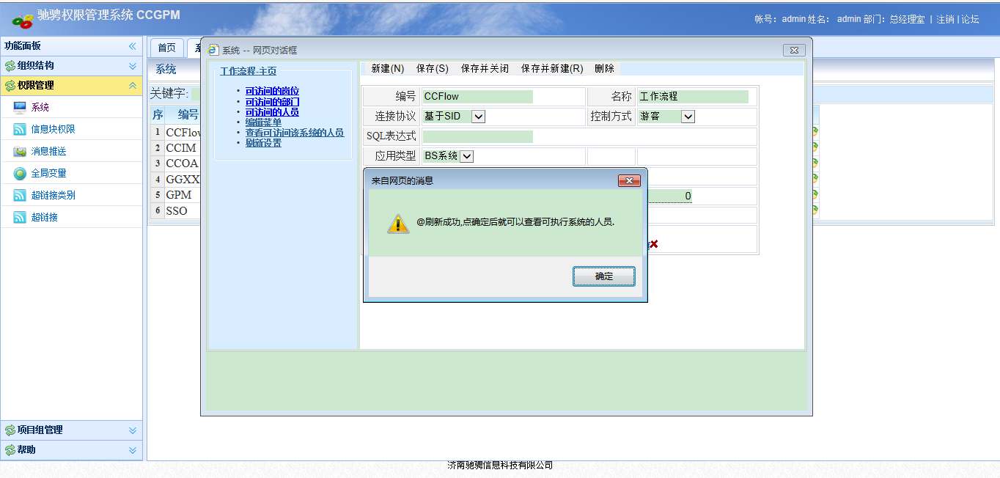 驰骋权限管理系统 CCGPM
帐号： admin 姓名： admin 部门：总经理室 | 注销 | 论坛
功能面板
组织结构
权限管理
系统
信息块权限
消息推送
全局变量
超链接类别
超链接
项目组管理
帮助
首页
系统
关键字:
序 编号
1 CCFlow
2 CCIM
3 CCOA
4 GGXX
5 GPM
6 SSO
系统 -- 网页对话框
工作流程-主页
· 可访问的岗位
· 可访问的部门
· 可访问的人员
· 编辑菜单
· 查看可访问该系统的人员
· 刷新设置
新建(N) 保存(S) 保存并关闭 保存并新建(R) 删除
编号 CCFlow 名称 工作流程
连接协议 基于SID 控制方式 游客
SQL表达式
应用类型 BS系统
0
来自网页的消息
@刷新成功,点确定后就可以查看可执行系统的人员.
确定
济南驰骋信息科技有限公司